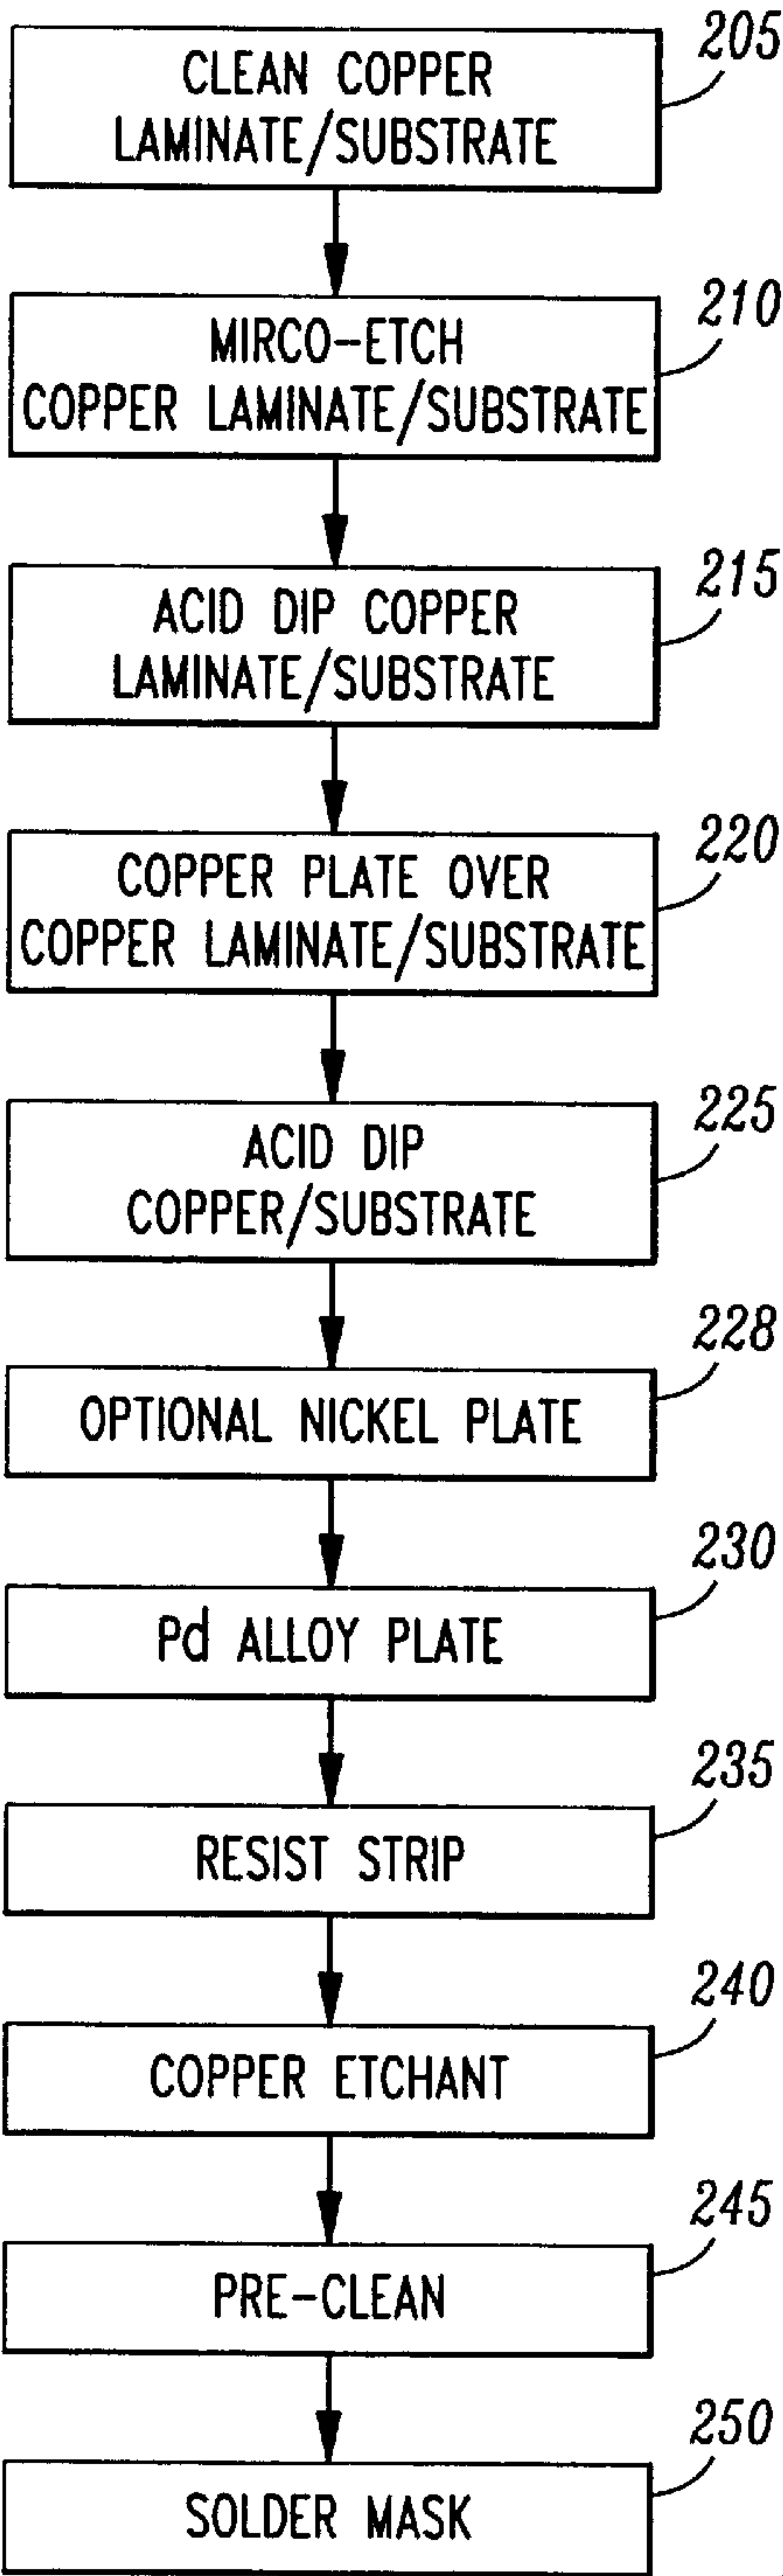 205
CLEAN COPPER
LAMINATE/SUBSTRATE
210
MIRCO-ETCH
COPPER LAMINATE/SUBSTRATE
215
ACID DIP COPPER
LAMINATE/SUBSTRATE
220
COPPER PLATE OVER
COPPER LAMINATE/SUBSTRATE
225
ACID DIP
COPPER/SUBSTRATE
228
OPTIONAL NICKEL PLATE
230
Pd ALLOY PLATE
235
RESIST STRIP
240
COPPER ETCHANT
245
PRE-CLEAN
250
SOLDER MASK